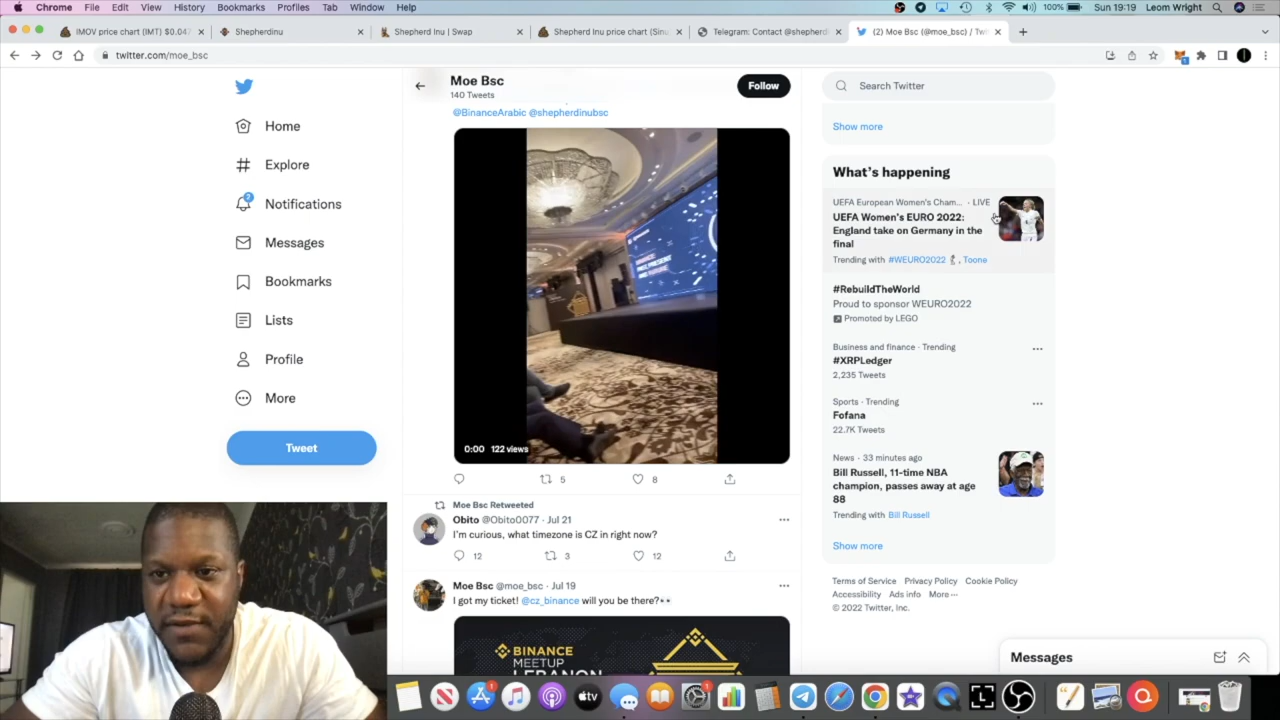 Chrome File Edit View History Bookmarks Profiles Tab Window Help
100% Sun 19:19 Leom Wright
IMOV price chart (IMT) $0.04
Shepherdinu
Shepherd Inu | Swap
Shepherd Inu price chart (Sinu
Telegram: Contact @shepherd
(2) Moe Bsc (@moe_bsc) / Twi
twitter.com/moe_bsc
Home
Explore
2
Notifications
Messages
Bookmarks
Lists
Profile
More
Tweet
Moe Bsc
140 Tweets
Follow
@BinanceArabic @shepherdinubsc
BINANCE
0:00 122 views
5 8
Moe Bsc Retweeted
Obito @Obito0077 · Jul 21
I'm curious, what timezone is CZ in right now?
12 3 12
Moe Bsc @moe_bsc · Jul 19
I got my ticket! @cz_binance will you be there?👀
BINANCE
MEETUP
LEBANON
Search Twitter
Show more
What's happening
UEFA European Women's Cham... · LIVE
UEFA Women's EURO 2022:
England take on Germany in the
final
Trending with #WEURO2022 , Toone
#RebuildTheWorld
Proud to sponsor WEURO2022
Promoted by LEGO
Business and finance · Trending
#XRPLedger
2,235 Tweets
Sports · Trending
Fofana
22.7K Tweets
News · 33 minutes ago
Bill Russell, 11-time NBA
champion, passes away at age
88
Trending with Bill Russell
Show more
Terms of Service Privacy Policy Cookie Policy
Accessibility Ads info More ···
© 2022 Twitter, Inc.
Messages
tv